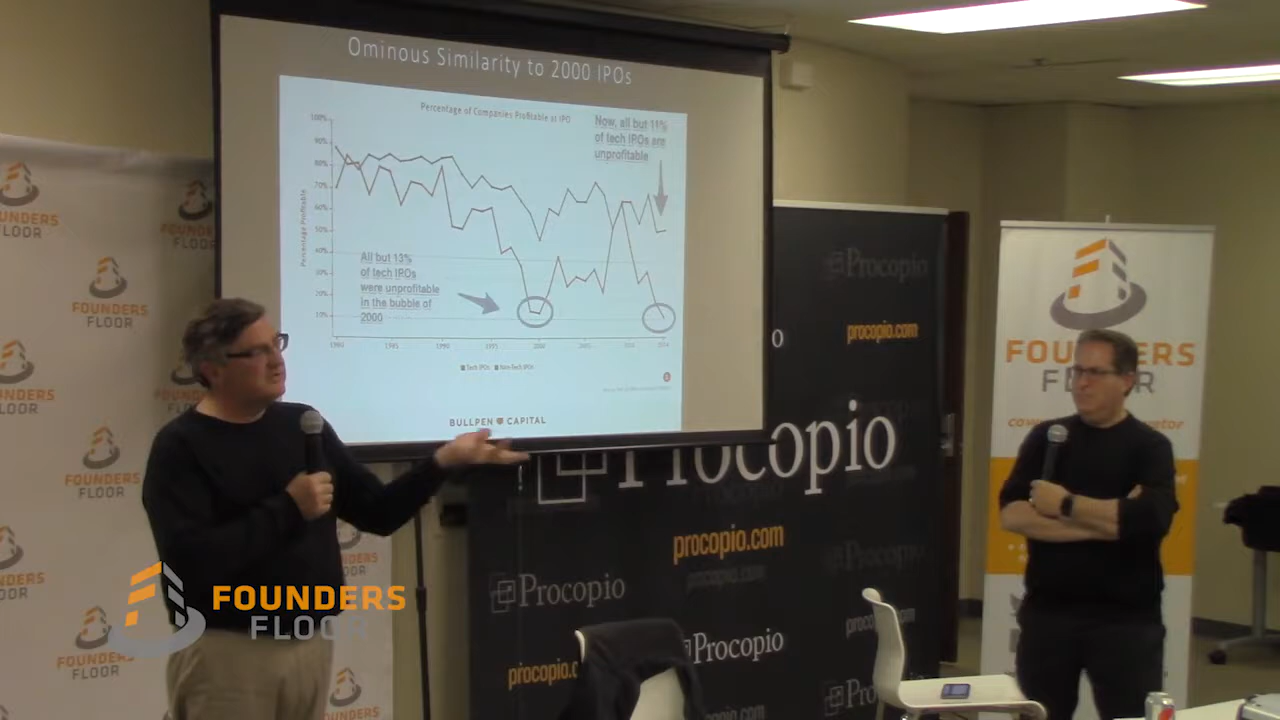 Ominous Similarity to 2000 IPOs
Percentage of Companies Profitable at IPO
Now, all but 11%
of tech IPOs are
unprofitable
100%
90%
80%
70%
60%
50%
40%
30%
20%
10%
Percentage Profitable
All but 13%
of tech IPOs
were unprofitable
in the bubble of
2000
1980 1985 1990 1995 2000 2005 2010 2014
Tech IPOs Non-Tech IPOs
BULLPEN CAPITAL
FOUNDERS
FLOOR
FOUNDERS
FLOOR
FOUNDERS
FLOOR
FOUNDERS
FLOOR
FOUNDERS
FLOOR
FOUNDERS
Procopio
procopio.com
Procopio
procopio.com
procopio.com
Procopio
Procopio
Procopio
procopio.c
Procopio
FOUNDERS
FLOOR
FOUNDERS
FLOOR